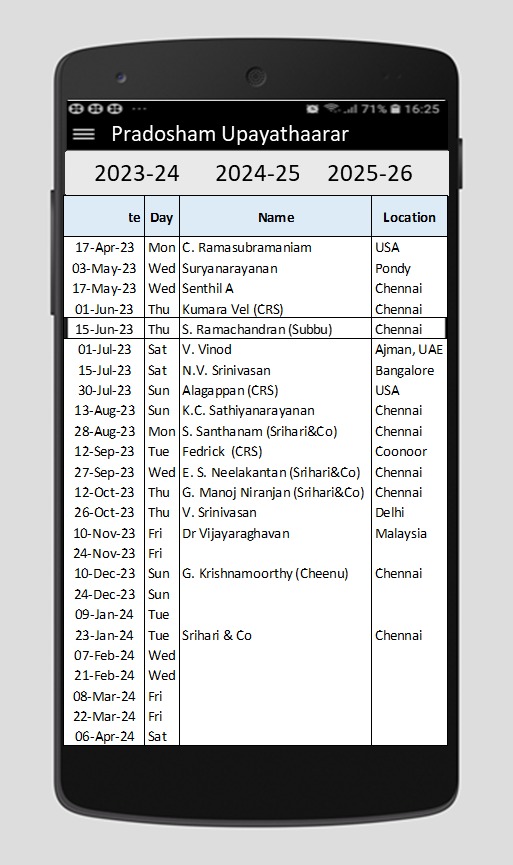 71% 16:25
Pradosham Upayathaarar
2023-24 2024-25 2025-26
te Day Name Location
17-Apr-23 Mon C. Ramasubramaniam USA
03-May-23 Wed Suryanarayanan Pondy
17-May-23 Wed Senthil A Chennai
01-Jun-23 Thu Kumara Vel (CRS) Chennai
15-Jun-23 Thu S. Ramachandran (Subbu) Chennai
01-Jul-23 Sat V. Vinod Ajman, UAE
15-Jul-23 Sat N.V. Srinivasan Bangalore
30-Jul-23 Sun Alagappan (CRS) USA
13-Aug-23 Sun K.C. Sathiyanarayanan Chennai
28-Aug-23 Mon S. Santhanam (Srihari&Co) Chennai
12-Sep-23 Tue Fedrick (CRS) Coonoor
27-Sep-23 Wed E. S. Neelakantan (Srihari&Co) Chennai
12-Oct-23 Thu G. Manoj Niranjan (Srihari&Co) Chennai
26-Oct-23 Thu V. Srinivasan Delhi
10-Nov-23 Fri Dr Vijayaraghavan Malaysia
24-Nov-23 Fri
10-Dec-23 Sun G. Krishnamoorthy (Cheenu) Chennai
24-Dec-23 Sun
09-Jan-24 Tue
23-Jan-24 Tue Srihari & Co Chennai
07-Feb-24 Wed
21-Feb-24 Wed
08-Mar-24 Fri
22-Mar-24 Fri
06-Apr-24 Sat